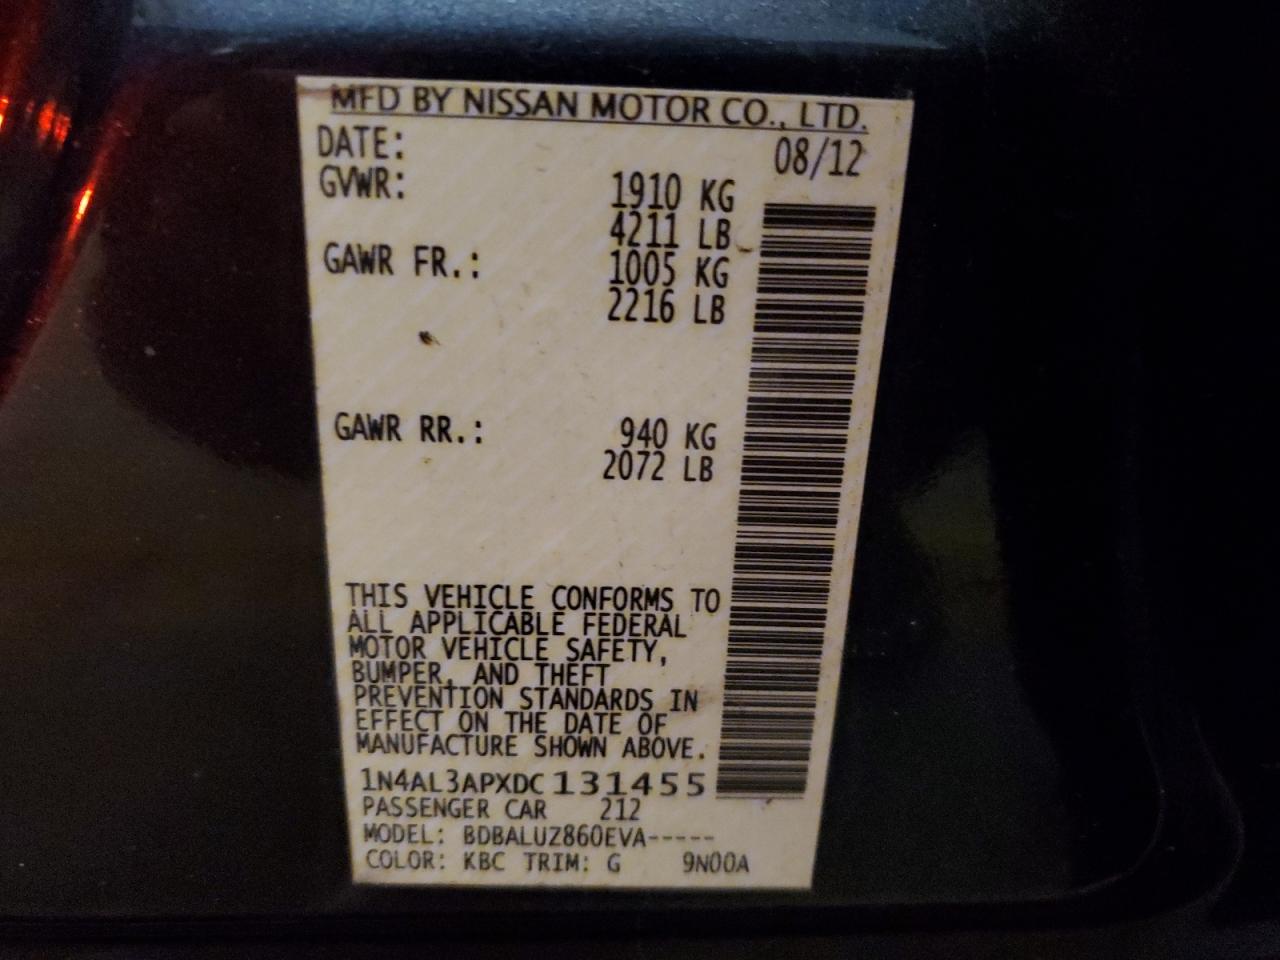 MFD BY NISSAN MOTOR CO., LTD.
DATE: 08/12
GVWR: 1910 KG
4211 LB
GAWR FR.: 1005 KG
2216 LB
GAWR RR.: 940 KG
2072 LB
THIS VEHICLE CONFORMS TO
ALL APPLICABLE FEDERAL
MOTOR VEHICLE SAFETY,
BUMPER, AND THEFT
PREVENTION STANDARDS IN
EFFECT ON THE DATE OF
MANUFACTURE SHOWN ABOVE.
1N4AL3APXDC131455
PASSENGER CAR 212
MODEL: BDBALUZ860EVA-----
COLOR: KBC TRIM: G 9N00A